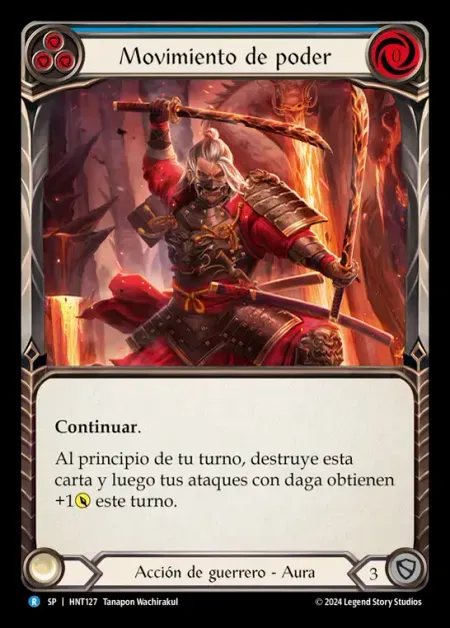 Movimiento de poder
0
Continuar.
Al principio de tu turno, destruye esta
carta y luego tus ataques con daga obtienen
+1 este turno.
Acción de guerrero - Aura
3
R SP | HNT127 Tanapon Wachirakul
© 2024 Legend Story Studios